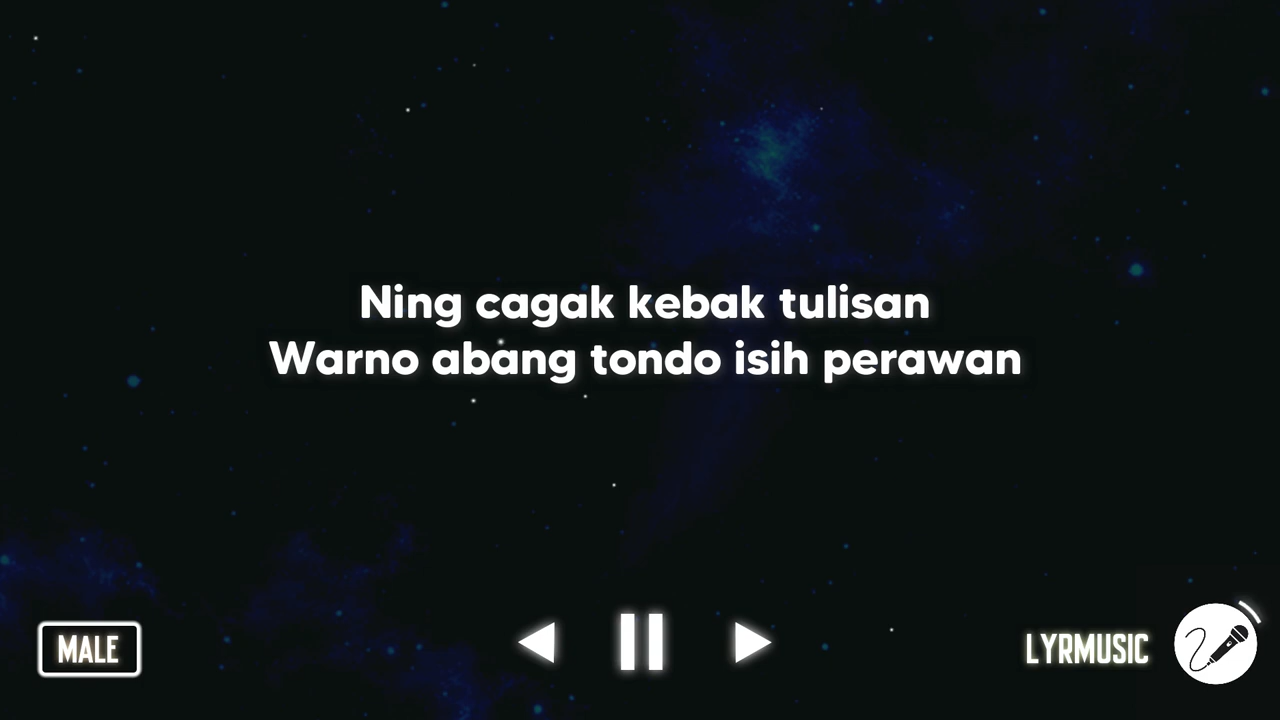 Ning cagak kebak tulisan
Warno abang tondo isih perawan
MALE
LYRMUSIC